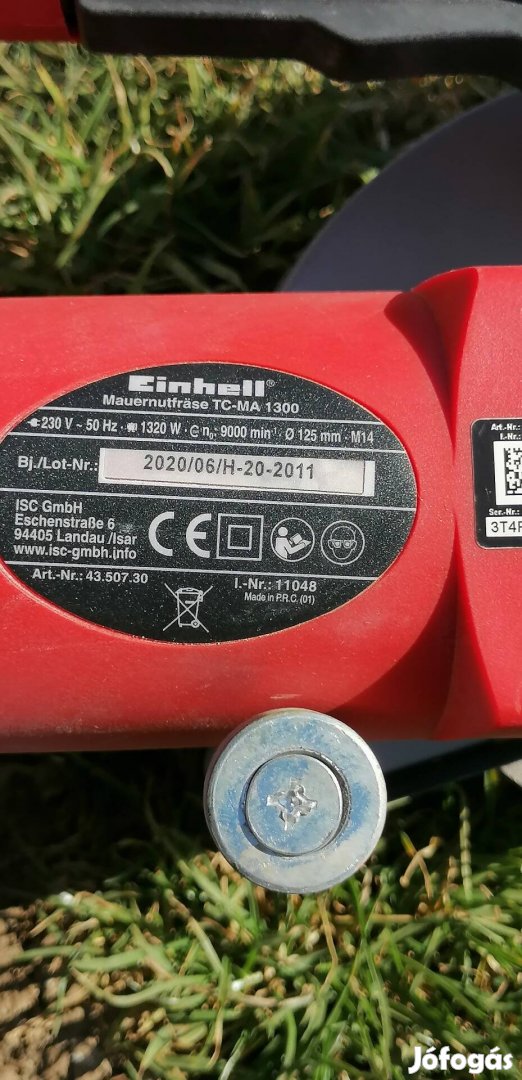 Einhell®
Mauernutfräse TC-MA 1300
230 V ~ 50 Hz · 1320 W · n₀: 9000 min⁻¹ · Ø 125 mm · M14
Bj./Lot-Nr.: 2020/06/H-20-2011
ISC GmbH
Eschenstraße 6
94405 Landau /Isar
www.isc-gmbh.info
CE
Art.-Nr.: 43.507.30
I.-Nr.: 11048
Made in P.R.C. (01)
Art.-Nr.:
I.-Nr.:
Ser.-Nr.:
3T4F
Jófogás